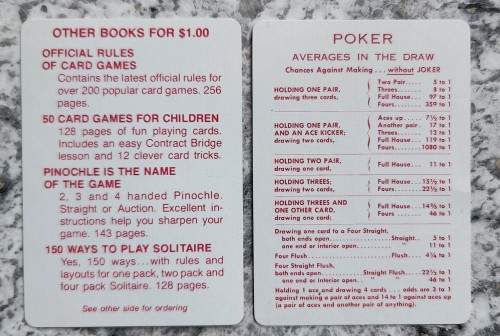 OTHER BOOKS FOR $1.00
OFFICIAL RULES
OF CARD GAMES
Contains the latest official rules for
over 200 popular card games. 256
pages.
50 CARD GAMES FOR CHILDREN
128 pages of fun playing cards.
Includes an easy Contract Bridge
lesson and 12 clever card tricks.
PINOCHLE IS THE NAME
OF THE GAME
2, 3 and 4 handed Pinochle.
Straight or Auction. Excellent in-
structions help you sharpen your
game. 143 pages.
150 WAYS TO PLAY SOLITAIRE
Yes, 150 ways...with rules and
layouts for one pack, two pack and
four pack Solitaire. 128 pages.
See other side for ordering
POKER
AVERAGES IN THE DRAW
Chances Against Making . . . without JOKER
HOLDING ONE PAIR,
drawing three cards,
Two Pair..... 5 to 1
Threes....... 8 to 1
Full House... 97 to 1
Fours........ 359 to 1
HOLDING ONE PAIR,
AND AN ACE KICKER;
drawing two cards,
Aces up...... 7½ to 1
Another pair. 17 to 1
Threes....... 12 to 1
Full House... 119 to 1
Fours........ 1080 to 1
HOLDING TWO PAIR,
drawing one card,
Full House... 11 to 1
HOLDING THREES;
drawing two cards,
Full House... 15½ to 1
Fours........ 22½ to 1
HOLDING THREES AND
ONE OTHER CARD,
drawing one card;
Full House... 14⅔ to 1
Fours........ 46 to 1
Drawing one card to a Four Straight,
both ends open........ Straight.... 5 to 1
one end or interior open.... " 11 to 1
Four Flush........ Flush.... 4¼ to 1
Four Straight Flush,
both ends open........ Straight Flush.... 22½ to 1
one end or interior open.... " 46 to 1
Holding 1 ace and drawing 4 cards . . . odds are 3 to 1
against making a pair of aces and 14 to 1 against aces up
(a pair of aces and another pair of anything).